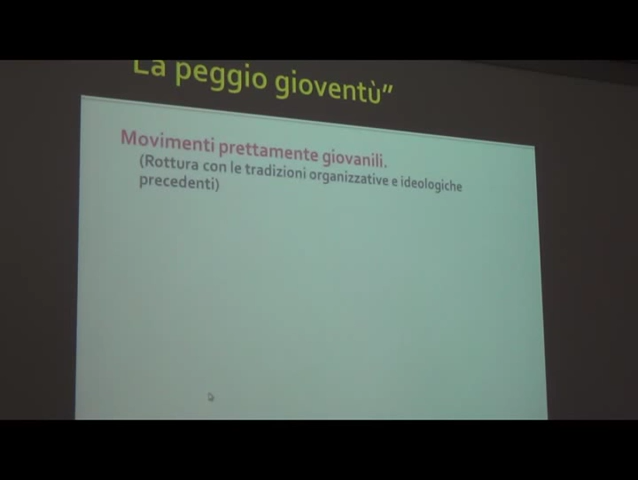 La peggio gioventù”
Movimenti prettamente giovanili.
(Rottura con le tradizioni organizzative e ideologiche
precedenti)